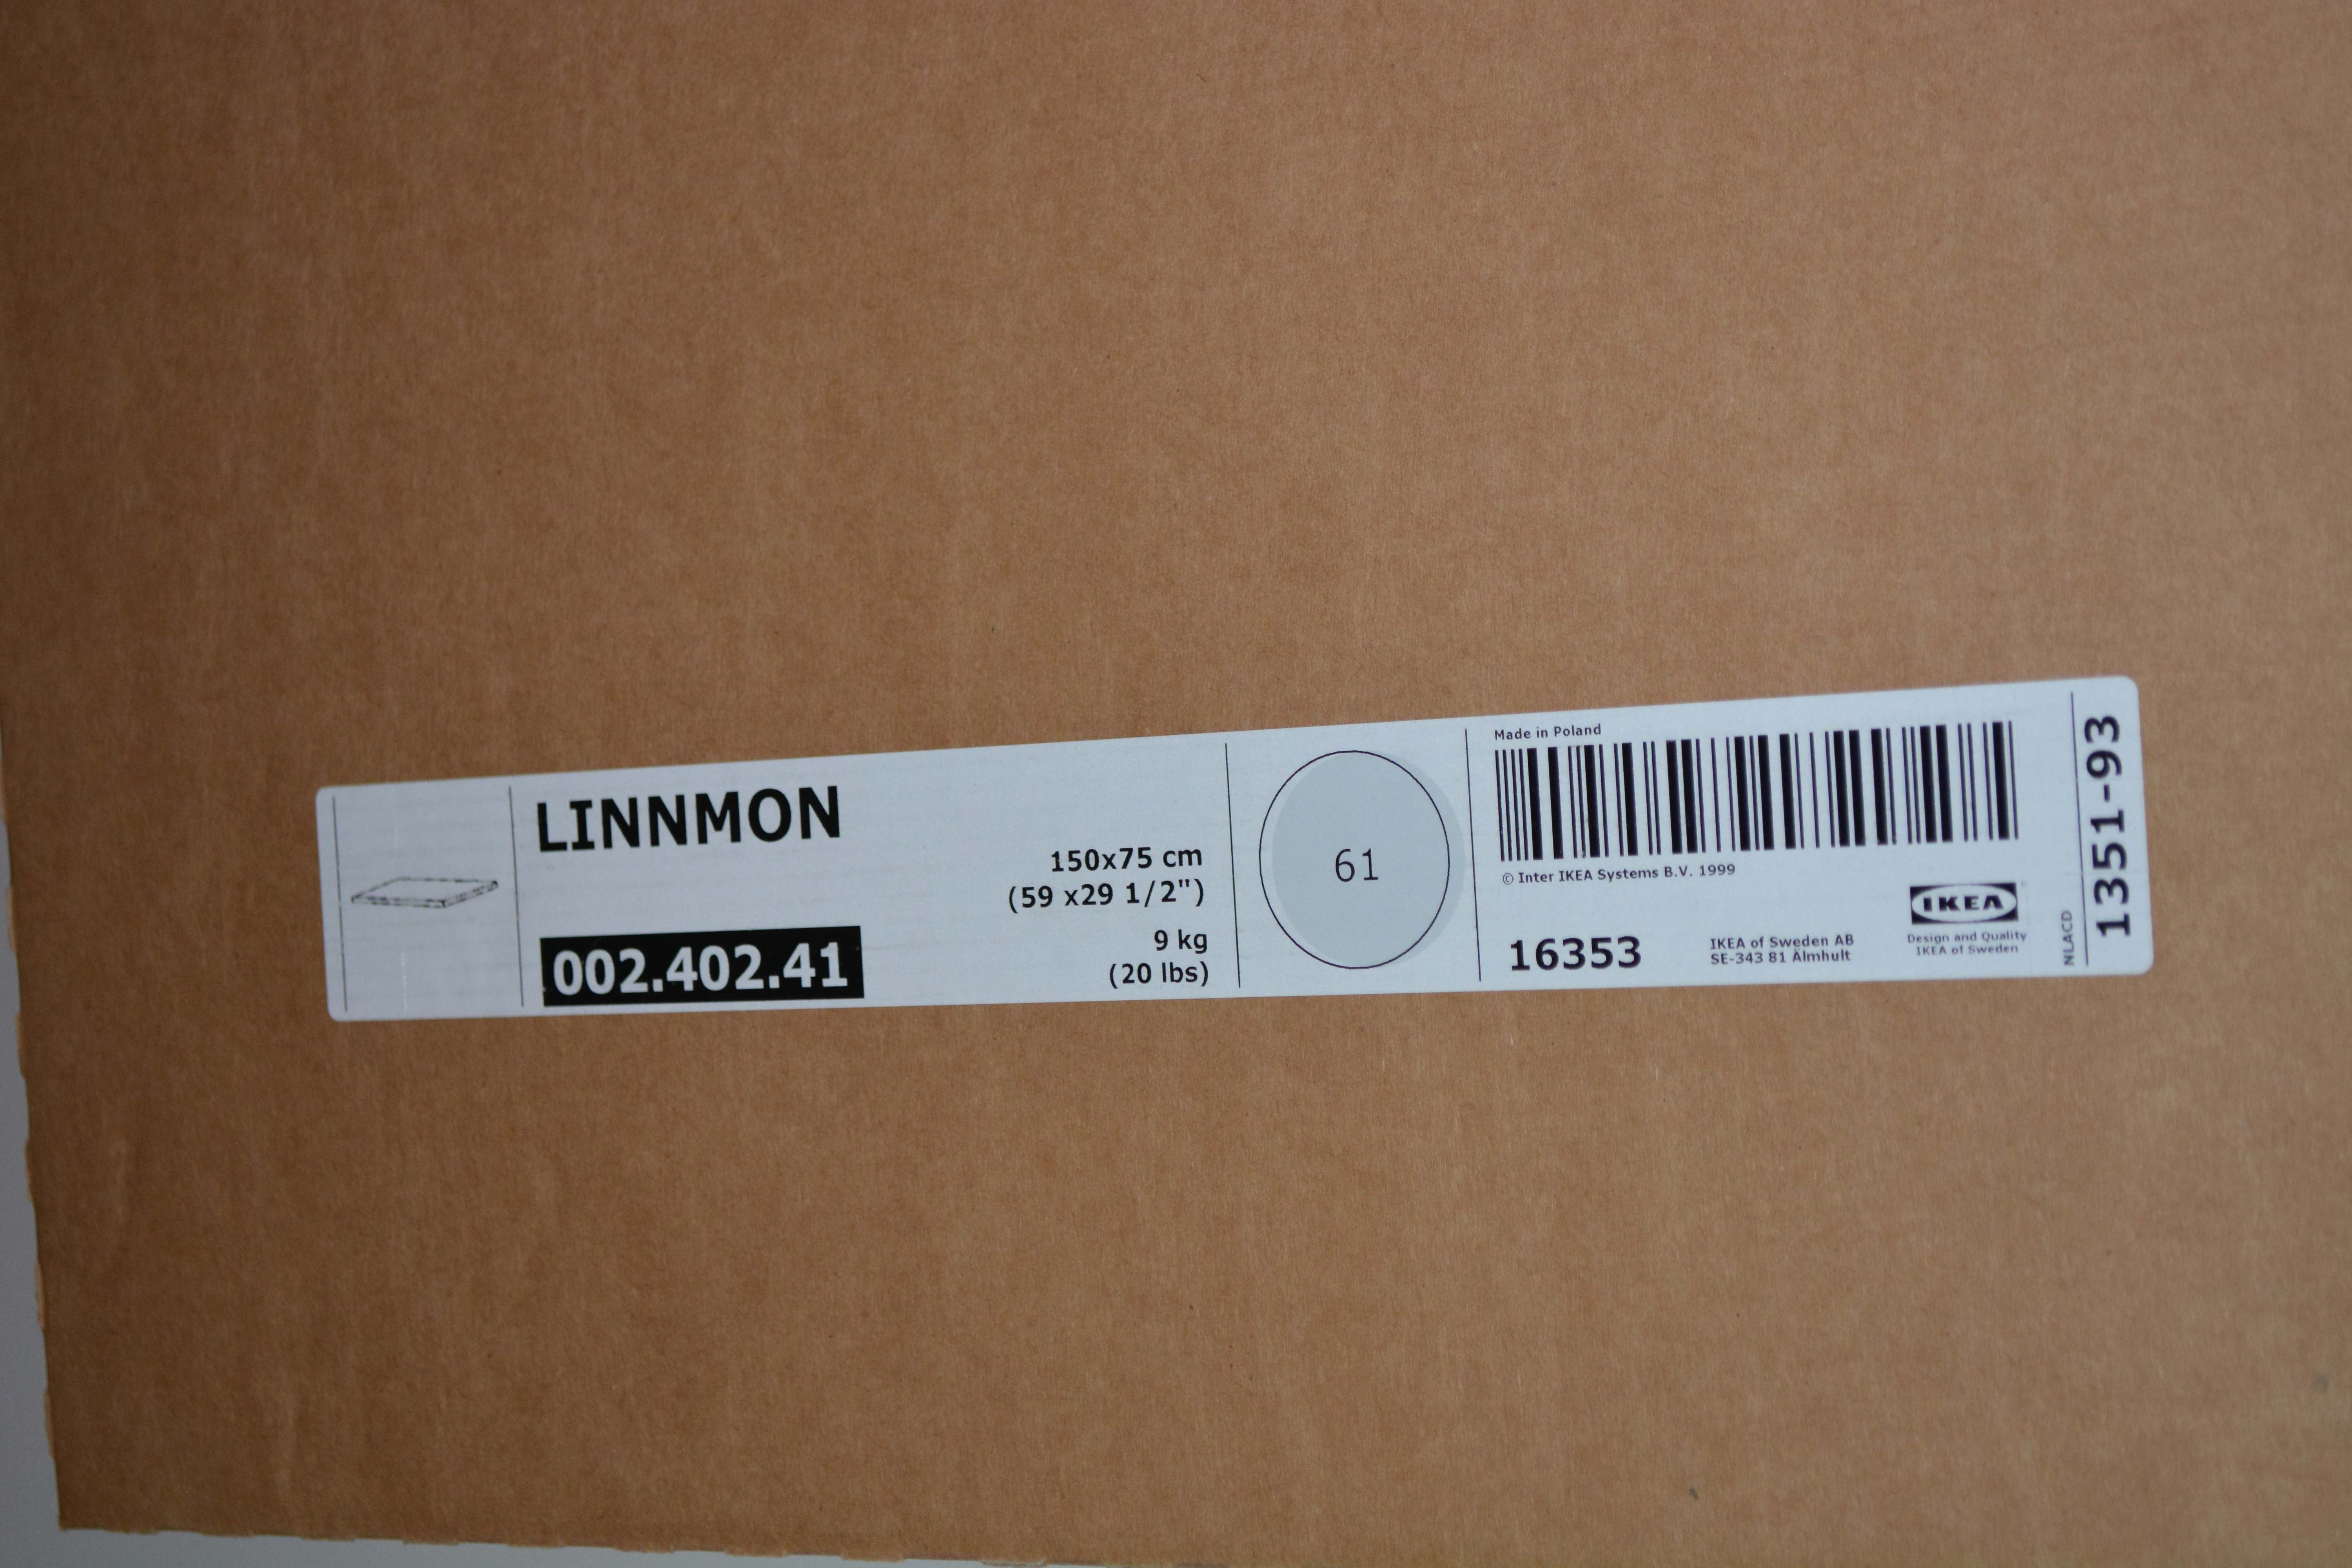 LINNMON
150x75 cm
(59 x29 1/2")
002.402.41
9 kg
(20 lbs)
61
Made in Poland
© Inter IKEA Systems B.V. 1999
16353
IKEA of Sweden AB
SE-343 81 Älmhult
IKEA
Design and Quality
IKEA of Sweden
NLACD
1351-93